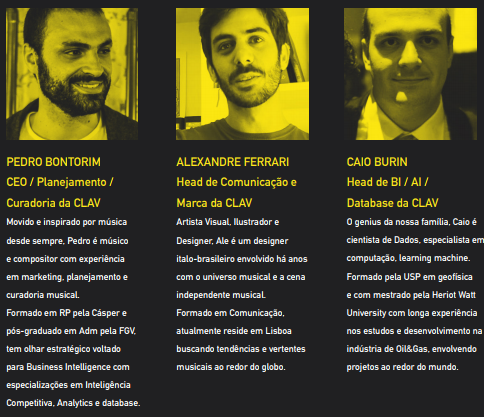 PEDRO BONTORIM
CEO / Planejamento /
Curadoria da CLAV
Movido e inspirado por música
desde sempre, Pedro é músico
e compositor com experiência
em marketing, planejamento e
curadoria musical.
Formado em RP pela Cásper e
pós-graduado em Adm pela FGV,
tem olhar estratégico voltado
para Business Intelligence com
especializações em Inteligência
Competitiva, Analytics e database.
ALEXANDRE FERRARI
Head de Comunicação e
Marca da CLAV
Artista Visual, Ilustrador e
Designer, Ale é um designer
italo-brasileiro envolvido há anos
com o universo musical e a cena
independente musical.
Formado em Comunicação,
atualmente reside em Lisboa
buscando tendências e vertentes
musicais ao redor do globo.
CAIO BURIN
Head de BI / AI /
Database da CLAV
O genius da nossa família, Caio é
cientista de Dados, especialista em
computação, learning machine.
Formado pela USP em geofísica
e com mestrado pela Heriot Watt
University com longa experiência
nos estudos e desenvolvimento na
indústria de Oil&Gas, envolvendo
projetos ao redor do mundo.